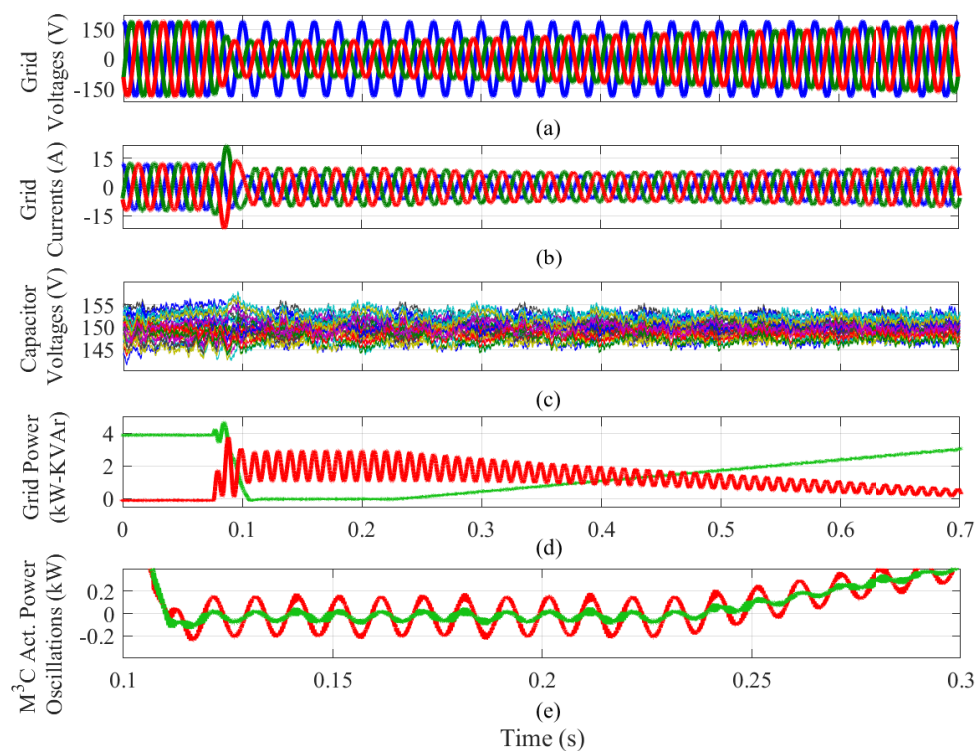 Grid
Voltages (V)
150
0
-150
(a)
Grid
Currents (A)
15
0
-15
(b)
Capacitor
Voltages (V)
155
150
145
(c)
Grid Power
(kW-KVAr)
4
2
0
0 0.1 0.2 0.3 0.4 0.5 0.6 0.7
(d)
M³C Act. Power
Oscillations (kW)
0.2
0
-0.2
0.1 0.15 0.2 0.25 0.3
(e)
Time (s)